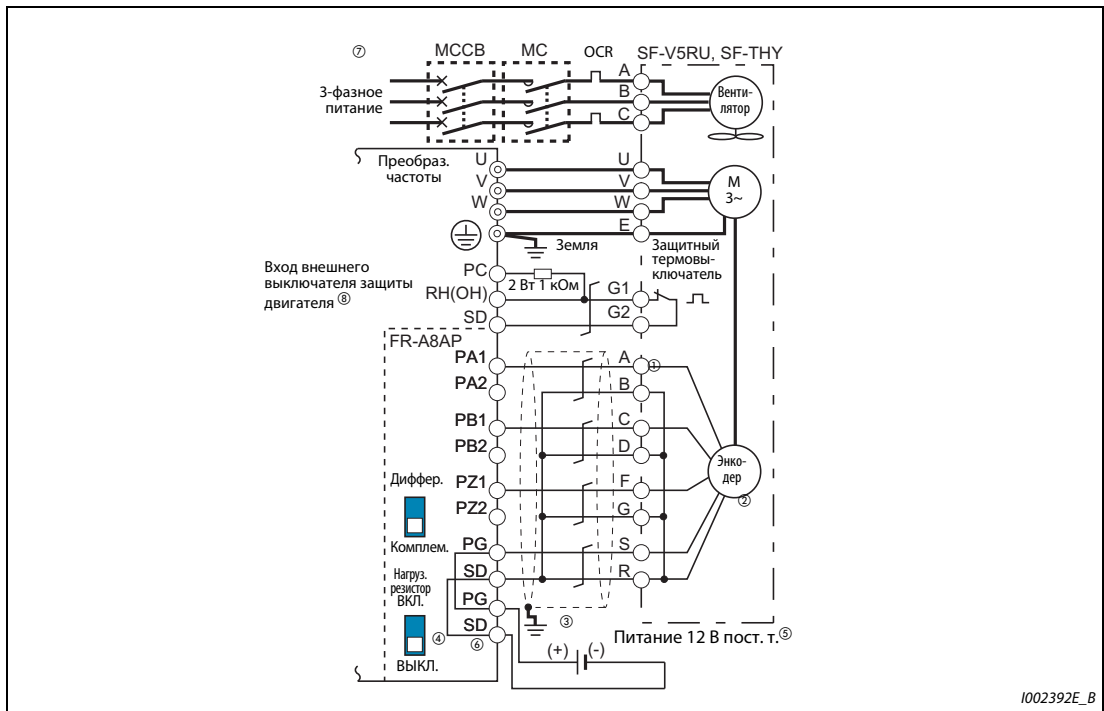 ⑦ MCCB MC OCR SF-V5RU, SF-THY
3-фазное
питание
A
B
C
Венти-
лятор
Преобраз.
частоты
U
V
W
U
V
W
E
M
3~
Земля
Защитный
термовы-
ключатель
Вход внешнего
выключателя защиты
двигателя ⑧
PC
RH(OH)
SD
2 Вт 1 кОм
G1
G2
FR-A8AP
PA1
PA2
PB1
PB2
PZ1
PZ2
PG
SD
PG
SD
A ①
B
C
D
F
G
S
R
Энко-
дер
②
Диффер.
Комплем.
Нагруз.
резистор
ВКЛ.
④
ВЫКЛ.
⑥
③
Питание 12 В пост. т.⑤
(+) (-)
I002392E_B